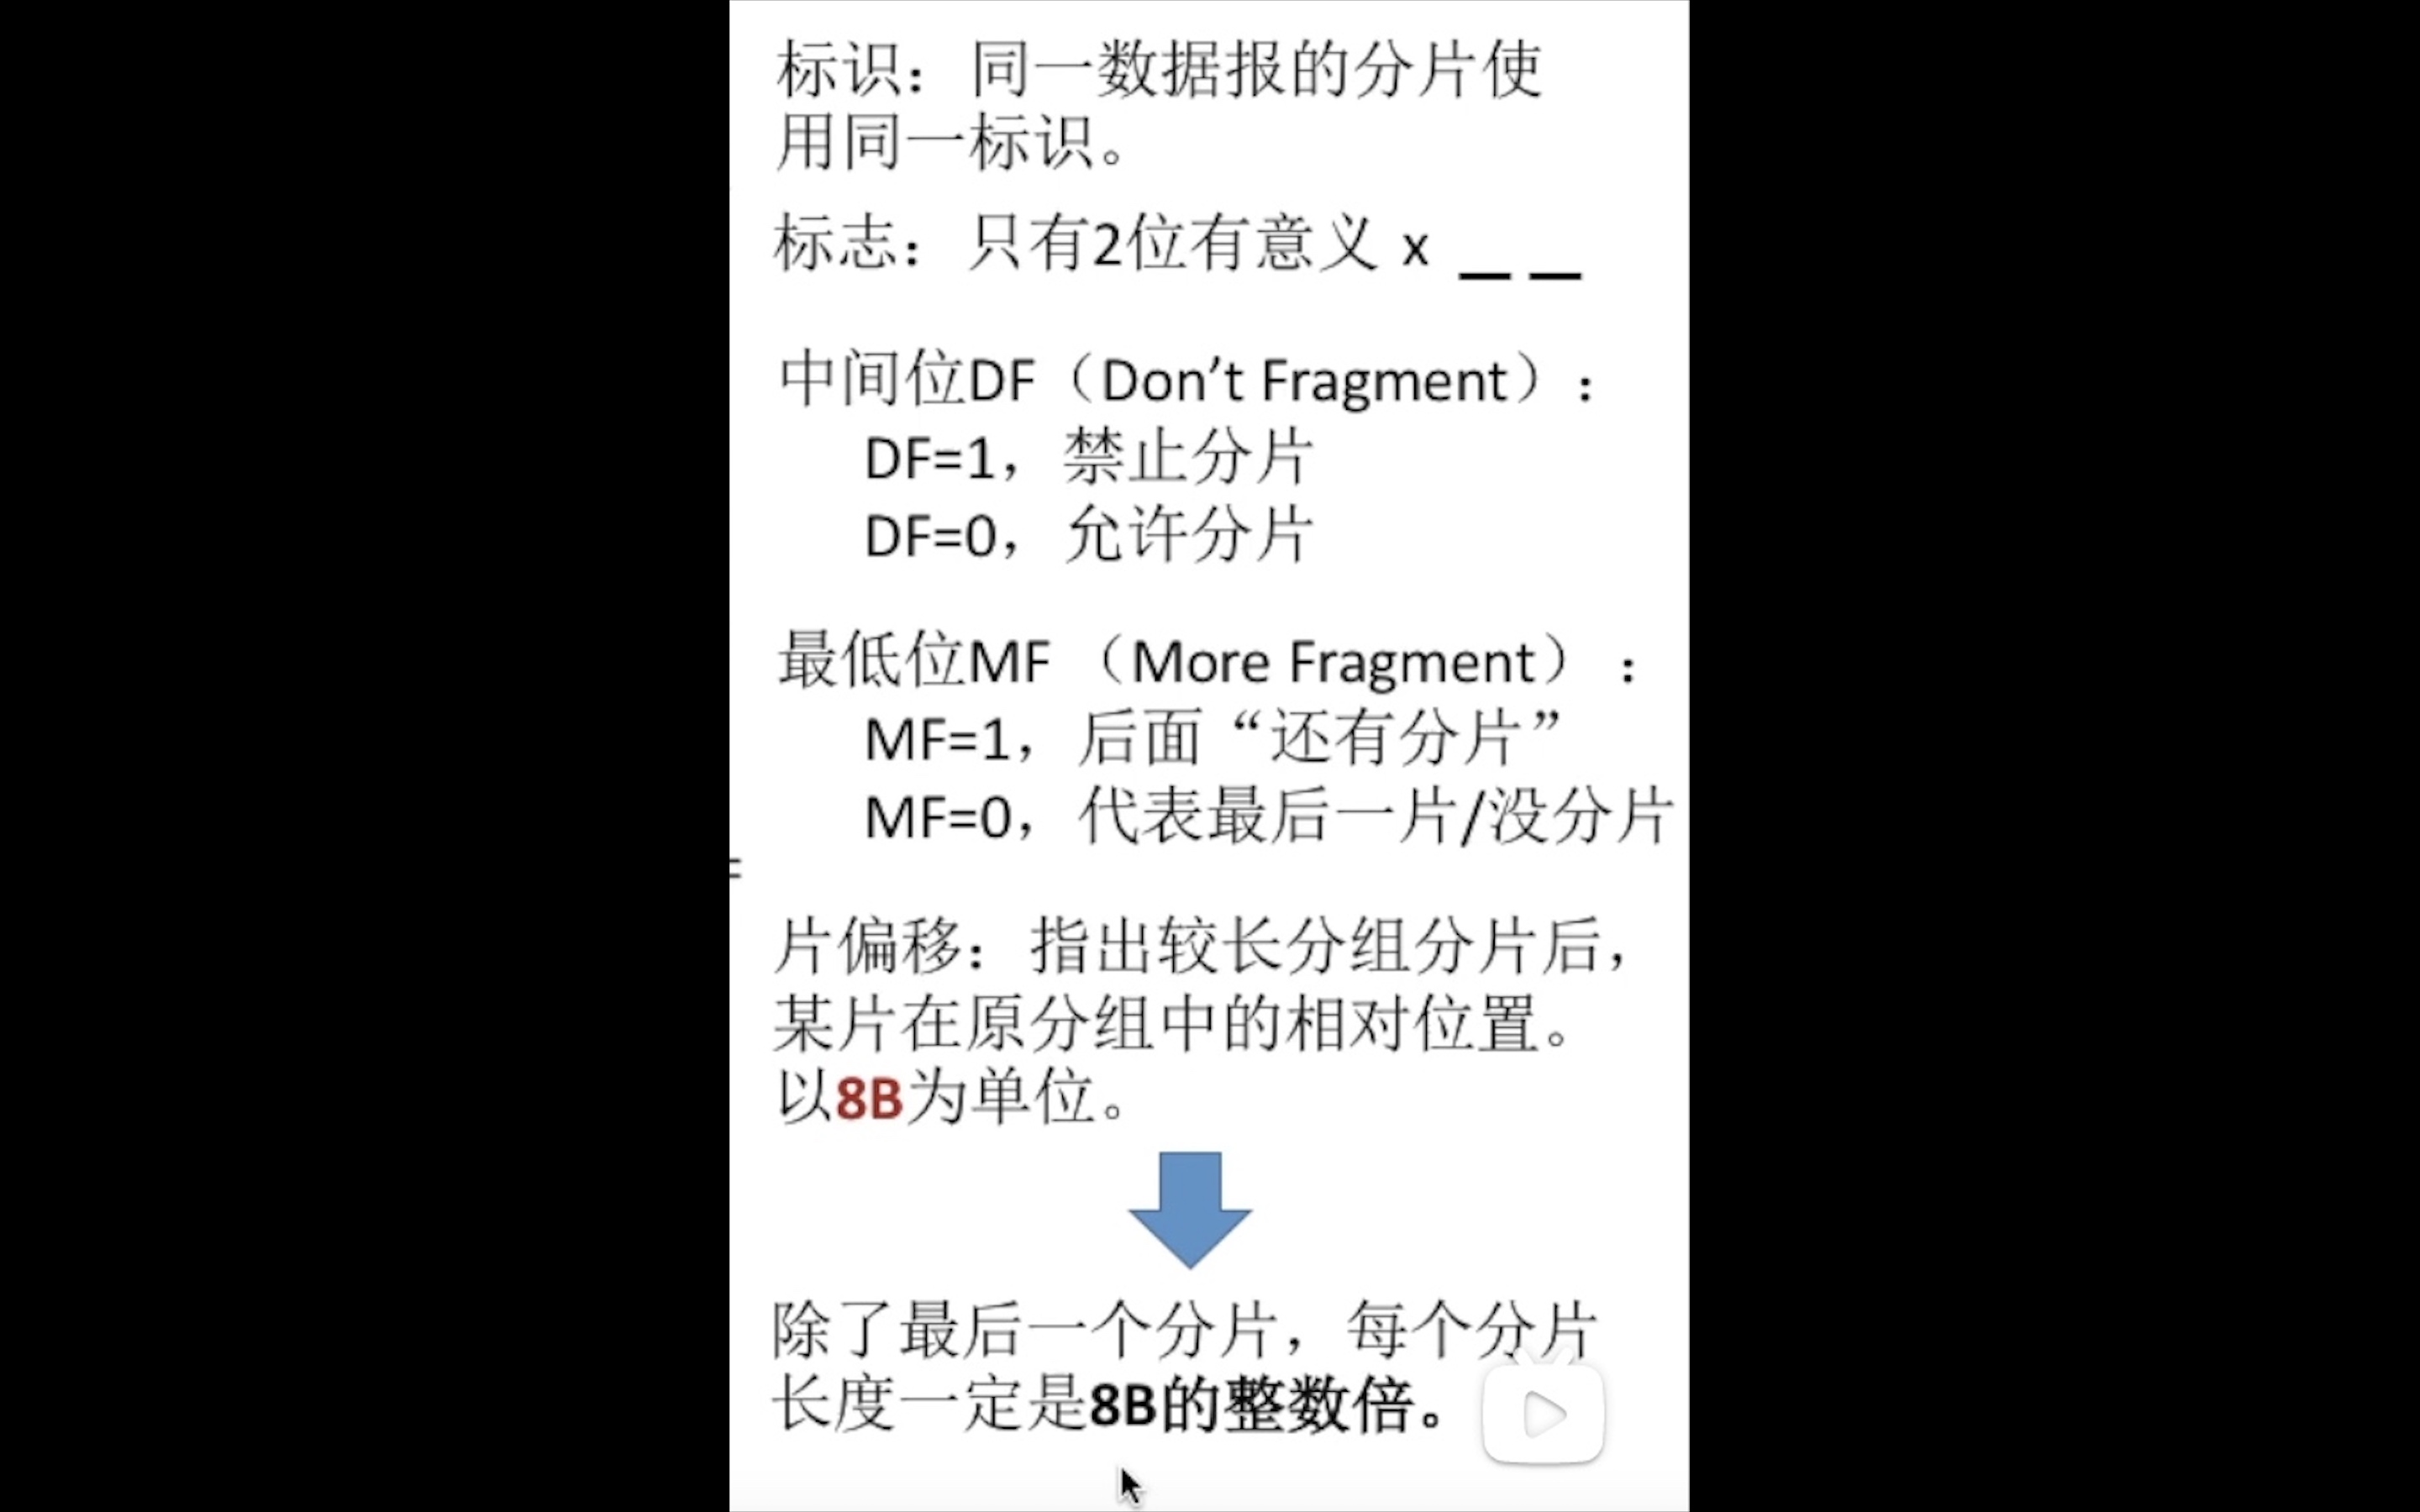 标识：同一数据报的分片使
用同一标识。
标志：只有2位有意义 x _ _
中间位DF（Don’t Fragment）：
DF=1，禁止分片
DF=0，允许分片
最低位MF （More Fragment） ：
MF=1，后面“还有分片”
MF=0，代表最后一片/没分片
片偏移：指出较长分组分片后，
某片在原分组中的相对位置。
以8B为单位。
除了最后一个分片，每个分片
长度一定是8B的整数倍。